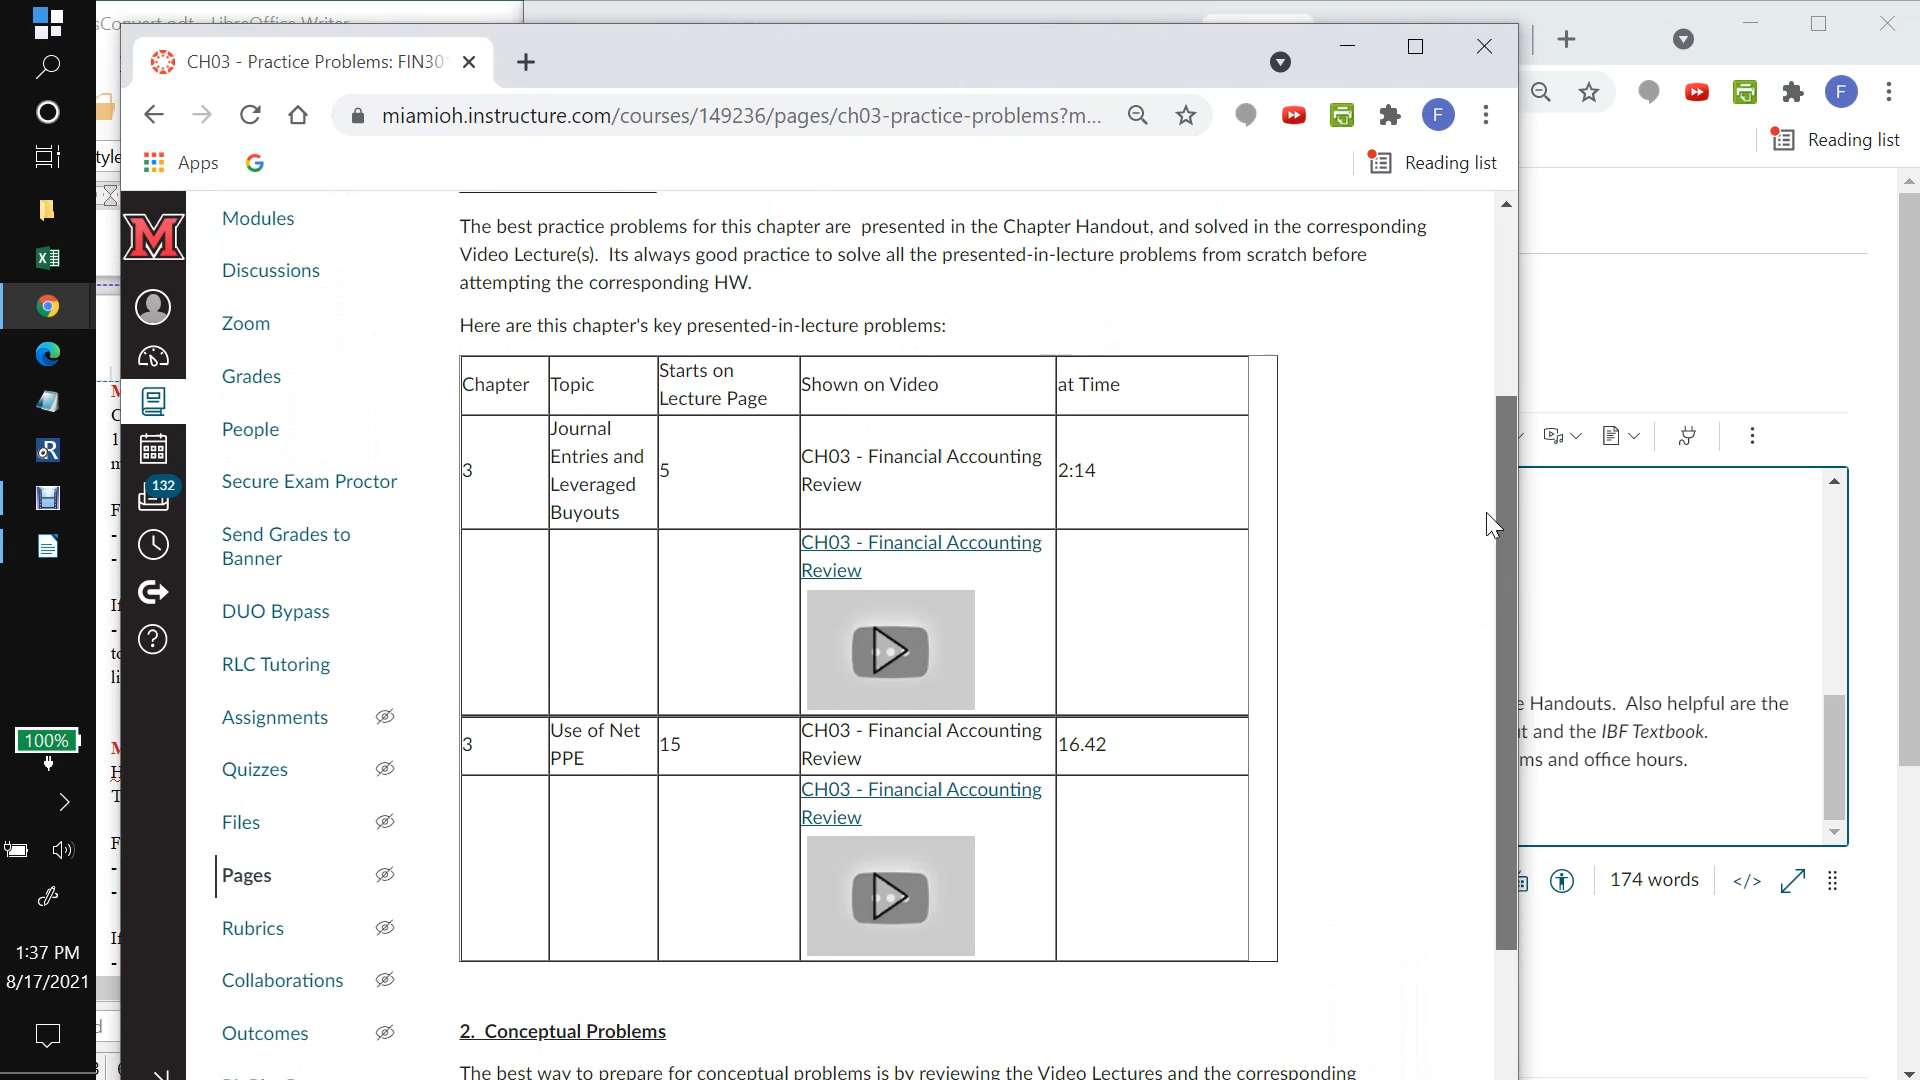 CH03 - Practice Problems: FIN30
miamioh.instructure.com/courses/149236/pages/ch03-practice-problems?m...
F
Apps
G
Reading list
F
Reading list
M
132
Modules
Discussions
Zoom
Grades
People
Secure Exam Proctor
Send Grades to
Banner
DUO Bypass
RLC Tutoring
Assignments
Quizzes
Files
Pages
Rubrics
Collaborations
Outcomes
The best practice problems for this chapter are presented in the Chapter Handout, and solved in the corresponding
Video Lecture(s). Its always good practice to solve all the presented-in-lecture problems from scratch before
attempting the corresponding HW.
Here are this chapter's key presented-in-lecture problems:
Chapter Topic Starts on Lecture Page Shown on Video at Time
3 Journal Entries and Leveraged Buyouts 5 CH03 - Financial Accounting Review 2:14
CH03 - Financial Accounting
Review
3 Use of Net PPE 15 CH03 - Financial Accounting Review 16.42
CH03 - Financial Accounting
Review
2. Conceptual Problems
The best way to prepare for conceptual problems is by reviewing the Video Lectures and the corresponding
Handouts. Also helpful are the
and the IBF Textbook.
and office hours.
174 words
</>
100%
1:37 PM
8/17/2021